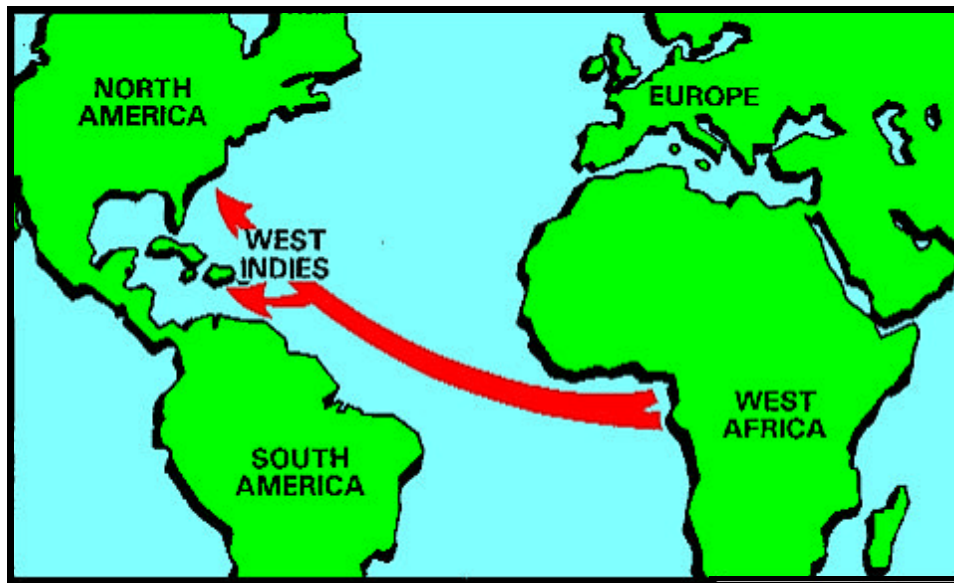 NORTH
AMERICA
EUROPE
WEST
INDIES
WEST
AFRICA
SOUTH
AMERICA